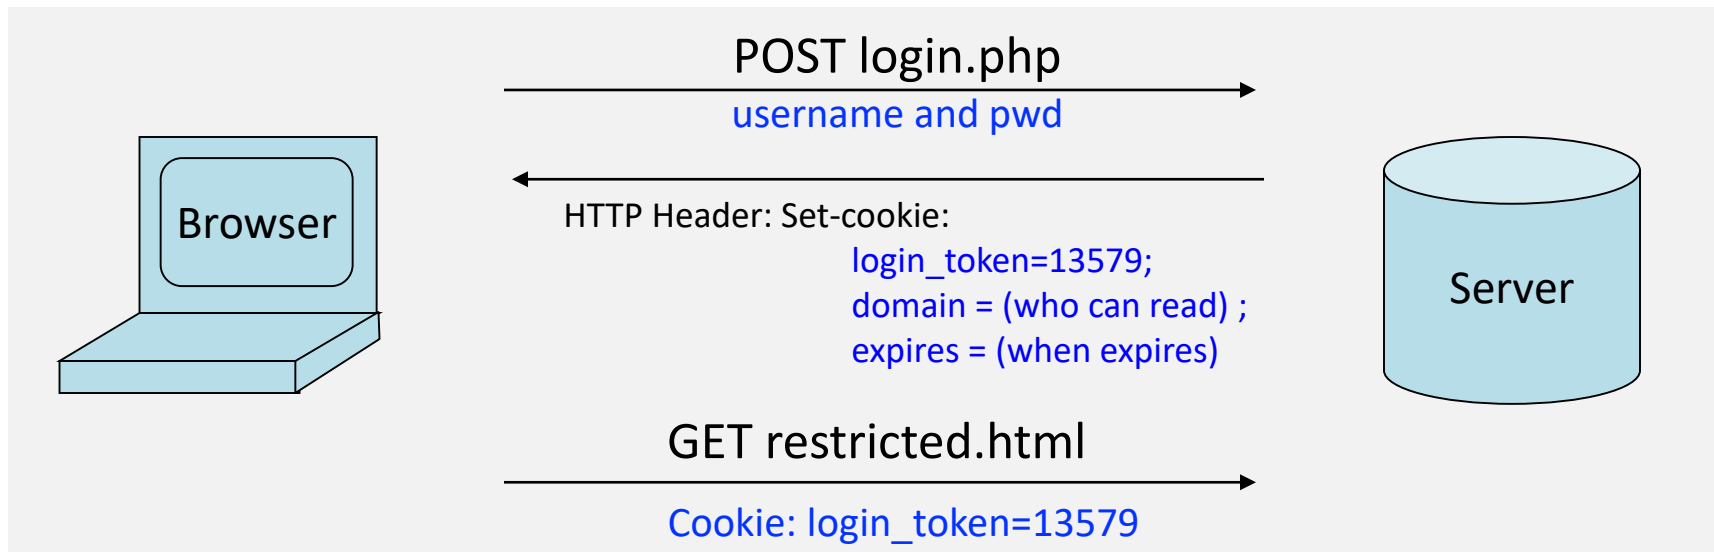 POST login.php
username and pwd
Browser
HTTP Header: Set-cookie:
login_token=13579;
domain = (who can read) ;
expires = (when expires)
Server
GET restricted.html
Cookie: login_token=13579